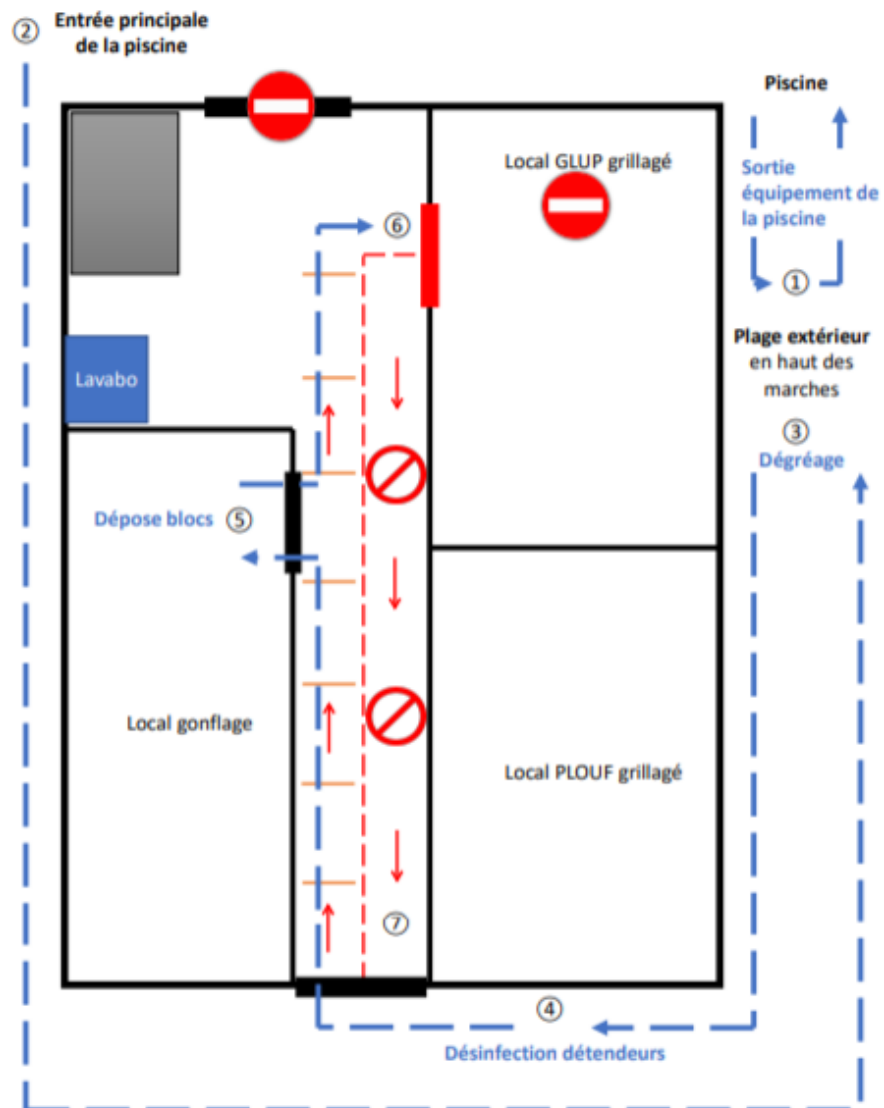 ② Entrée principale
de la piscine
Piscine
Local GLUP grillagé
Sortie
équipement de
la piscine
⑥
①
Plage extérieur
en haut des
marches
Lavabo
③
Dégréage
Dépose blocs ⑤
Local gonflage
Local PLOUF grillagé
⑦
④
Désinfection détendeurs